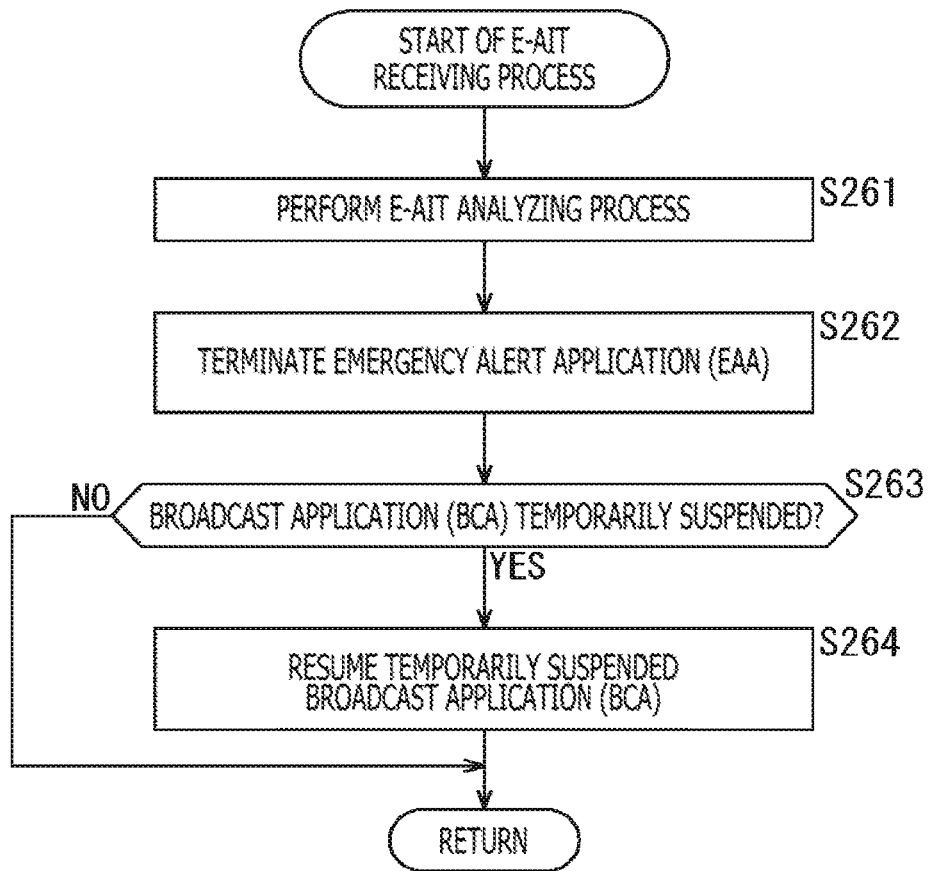 START OF E-AIT
RECEIVING PROCESS
S261
PERFORM E-AIT ANALYZING PROCESS
S262
TERMINATE EMERGENCY ALERT APPLICATION (EAA)
S263
NO
BROADCAST APPLICATION (BCA) TEMPORARILY SUSPENDED?
YES
S264
RESUME TEMPORARILY SUSPENDED
BROADCAST APPLICATION (BCA)
RETURN